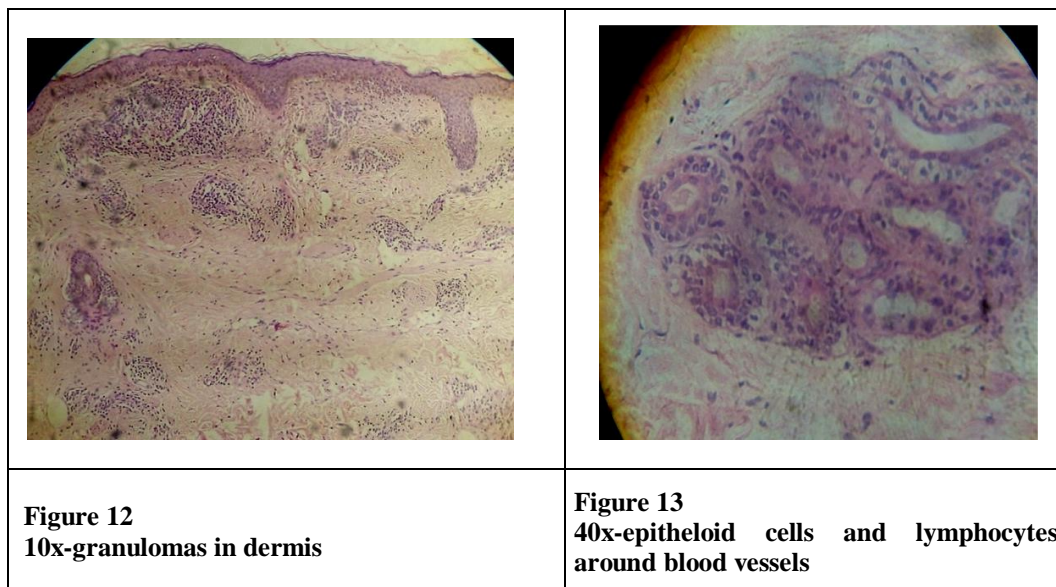 Figure 12
10x-granulomas in dermis
Figure 13
40x-epitheloid cells and lymphocytes
around blood vessels